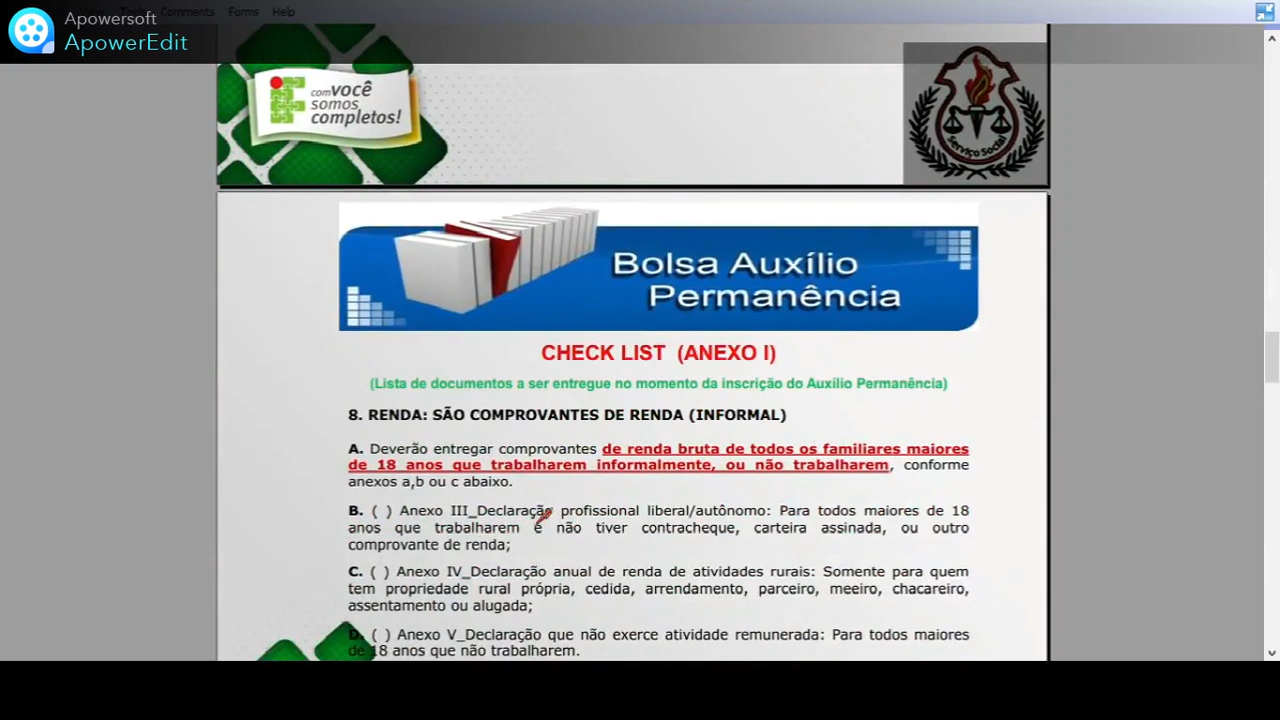 Apowersoft
ApowerEdit
Comments Forms Help
com você
somos
completos!
Serviço Social
Bolsa Auxílio
Permanência
CHECK LIST (ANEXO I)
(Lista de documentos a ser entregue no momento da inscrição do Auxílio Permanência)
8. RENDA: SÃO COMPROVANTES DE RENDA (INFORMAL)
A. Deverão entregar comprovantes de renda bruta de todos os familiares maiores
de 18 anos que trabalharem informalmente, ou não trabalharem, conforme
anexos a,b ou c abaixo.
B. ( ) Anexo III_Declaração profissional liberal/autônomo: Para todos maiores de 18
anos que trabalharem e não tiver contracheque, carteira assinada, ou outro
comprovante de renda;
C. ( ) Anexo IV_Declaração anual de renda de atividades rurais: Somente para quem
tem propriedade rural própria, cedida, arrendamento, parceiro, meeiro, chacareiro,
assentamento ou alugada;
D. ( ) Anexo V_Declaração que não exerce atividade remunerada: Para todos maiores
de 18 anos que não trabalharem.